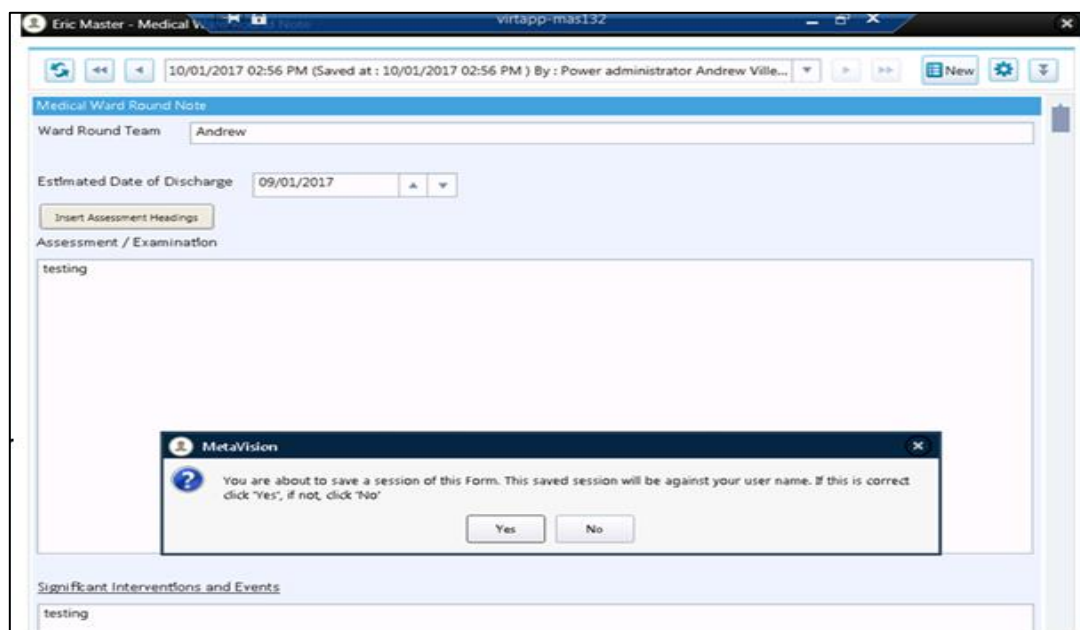 Eric Master - Medical W
virtapp-mas132
10/01/2017 02:56 PM (Saved at : 10/01/2017 02:56 PM ) By : Power administrator Andrew Ville...
New
Medical Ward Round Note
Ward Round Team
Andrew
Estimated Date of Discharge
09/01/2017
Insert Assessment Headings
Assessment / Examination
testing
MetaVision
You are about to save a session of this Form. This saved session will be against your user name. If this is correct
click 'Yes', if not, click 'No'
Yes
No
Significant Interventions and Events
testing